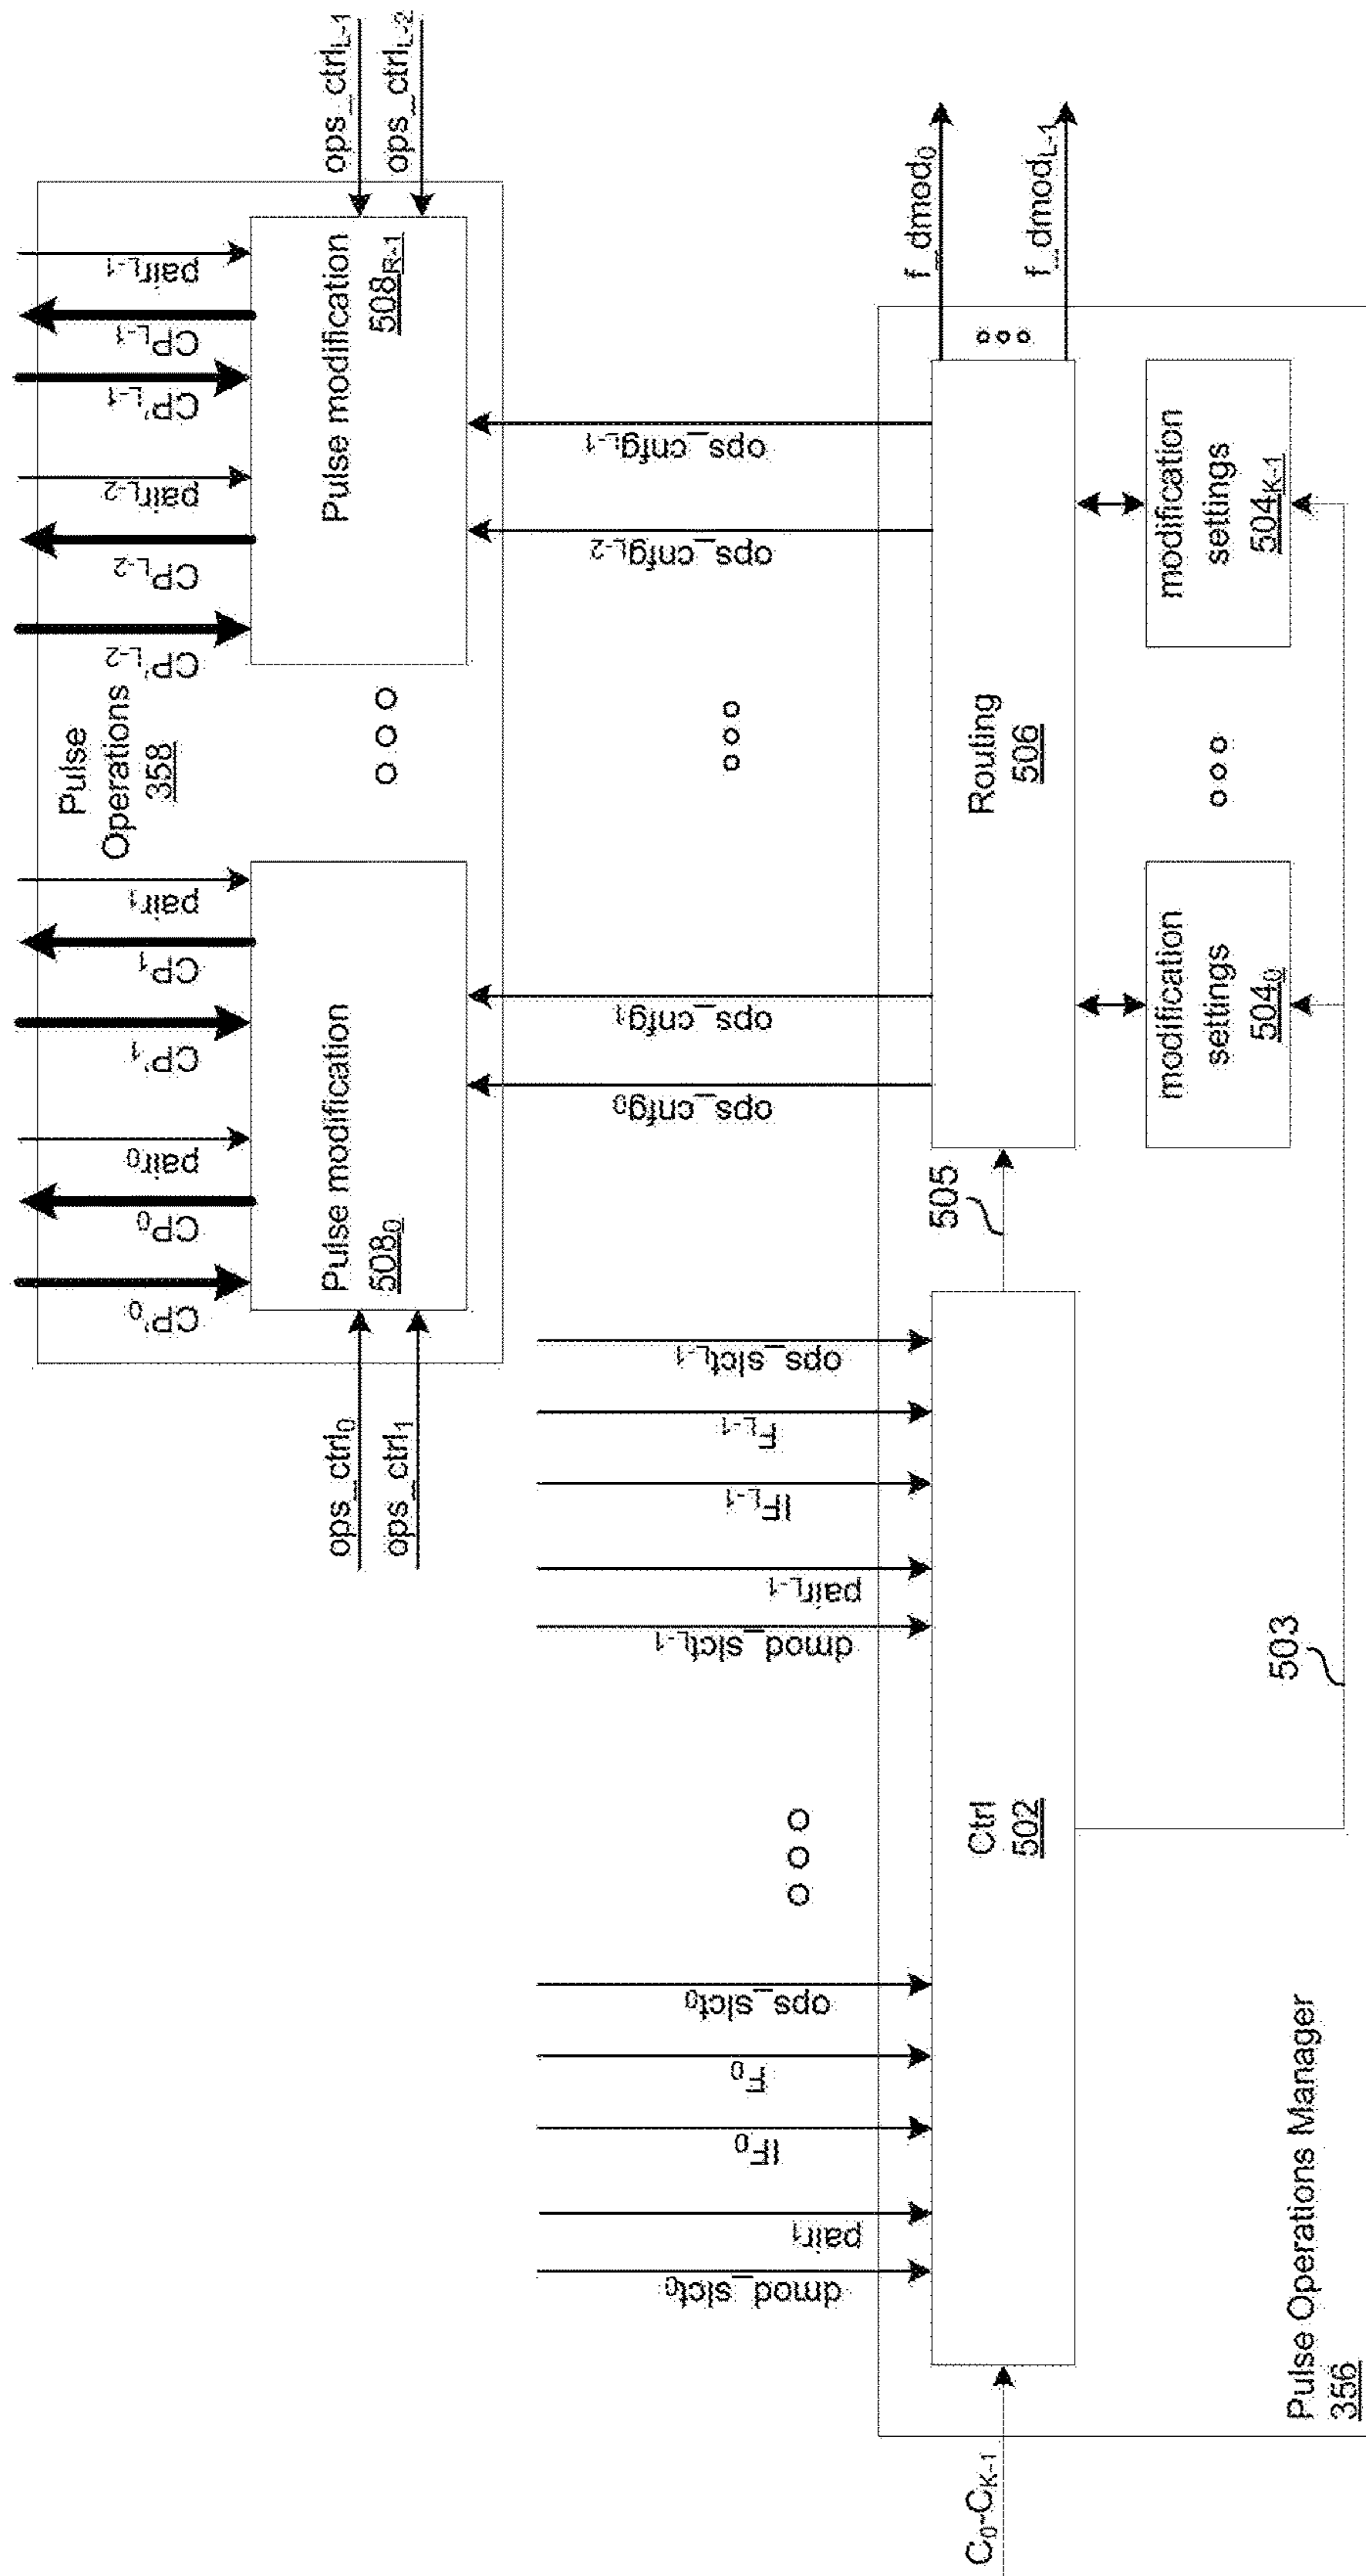 CP'₀
CP₀
pair₀
CP'₁
CP₁
pair₁
Pulse
Operations
358
CP'L-2
CPL-2
pairL-2
CP'L-1
CPL-1
pairL-1
ops_ctrl₀
ops_ctrl₁
Pulse modification
508₀
Pulse modification
508R-1
ops_ctrlL-1
ops_ctrlL-2
dmod_slct₀
pair₁
IF₀
F₀
ops_slct₀
dmod_slctL-1
pairL-1
IFL-1
FL-1
ops_slctL-1
ops_cnfg₀
ops_cnfg₁
ops_cnfgL-2
ops_cnfgL-1
C₀-CK-1
Ctrl
502
505
Routing
506
f_dmod₀
f_dmodL-1
modification
settings
504₀
modification
settings
504K-1
503
Pulse Operations Manager
356